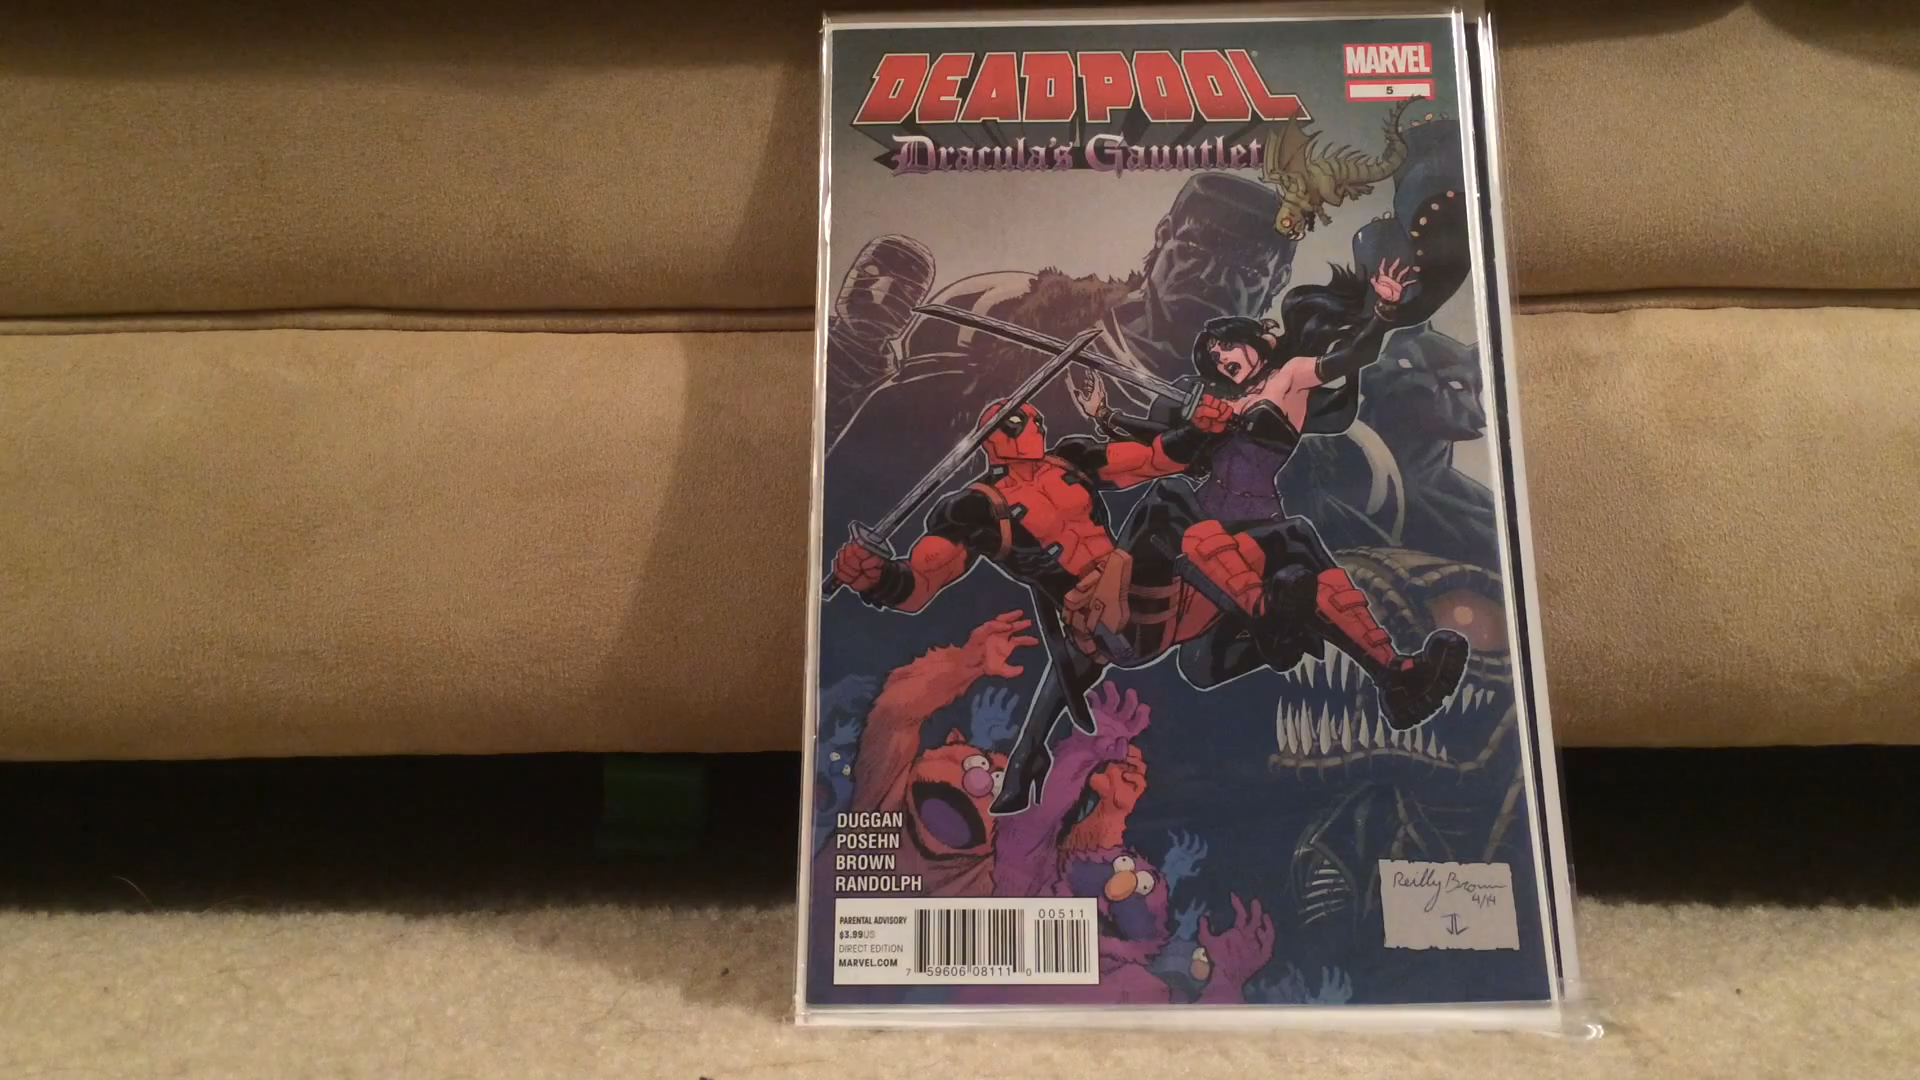 DEADPOOL
Dracula's Gauntlet
MARVEL
5
DUGGAN
POSEHN
BROWN
RANDOLPH
PARENTAL ADVISORY
$3.99US
DIRECT EDITION
MARVEL.COM
00511
7 59606 08111 0
Reilly Brown
4/14
JL